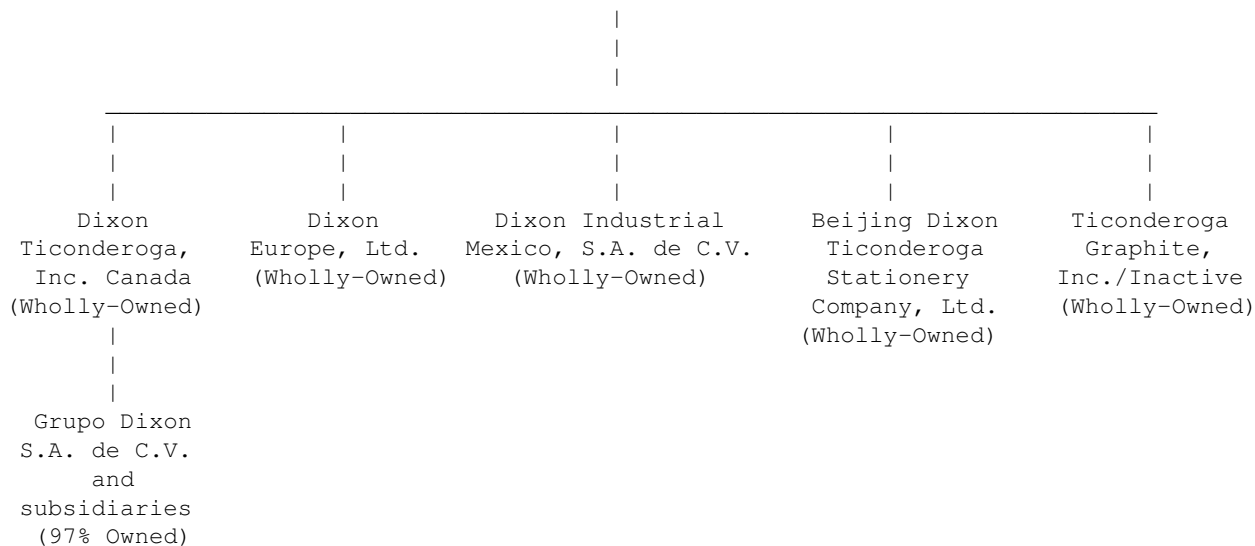 Dixon
Ticonderoga,
Inc. Canada
(Wholly-Owned)
Dixon
Europe, Ltd.
(Wholly-Owned)
Dixon Industrial
Mexico, S.A. de C.V.
(Wholly-Owned)
Beijing Dixon
Ticonderoga
Stationery
Company, Ltd.
(Wholly-Owned)
Ticonderoga
Graphite,
Inc./Inactive
(Wholly-Owned)
Grupo Dixon
S.A. de C.V.
and
subsidiaries
(97% Owned)